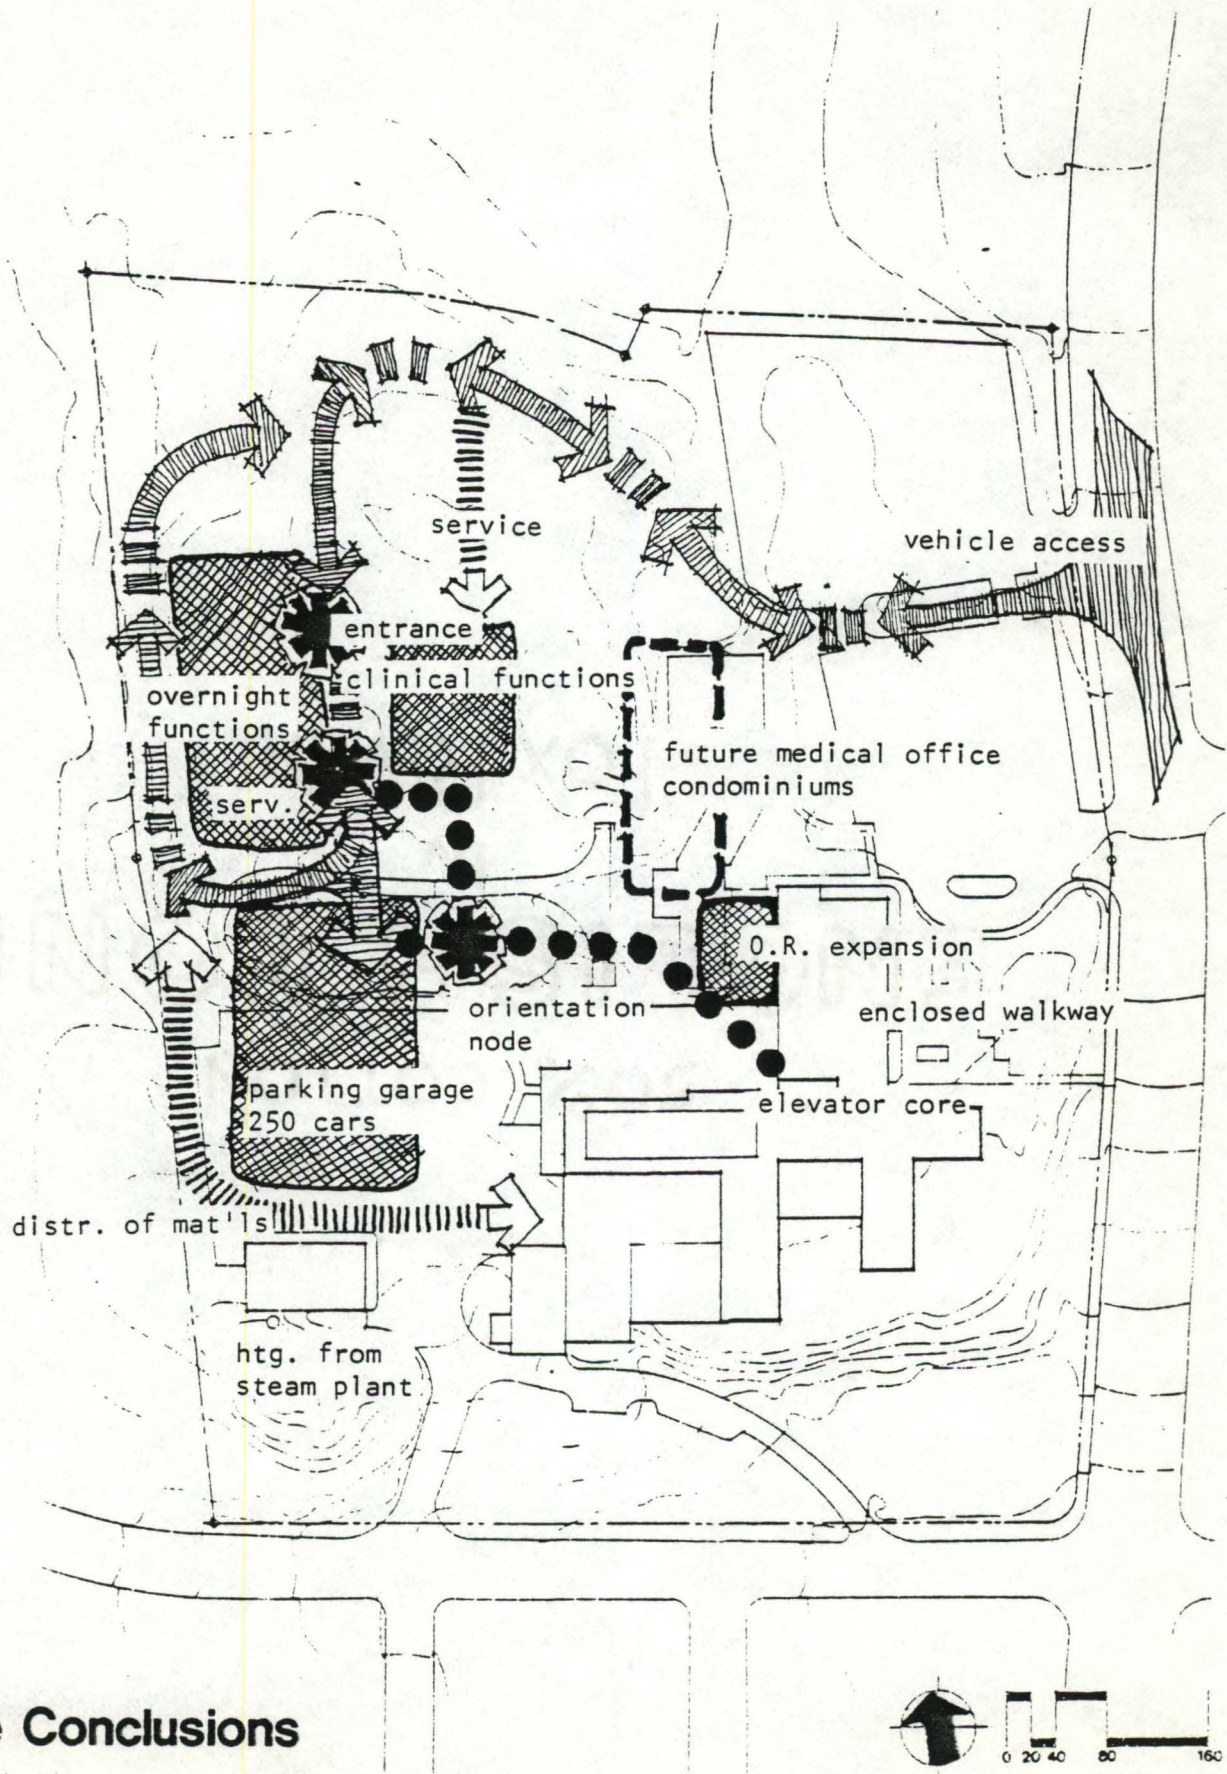 service
vehicle access
entrance
clinical functions
overnight
functions
future medical office
condominiums
serv.
O.R. expansion
orientation
node
enclosed walkway
parking garage
250 cars
elevator core
distr. of mat'ls
htg. from
steam plant
Conclusions
0 20 40 80 160